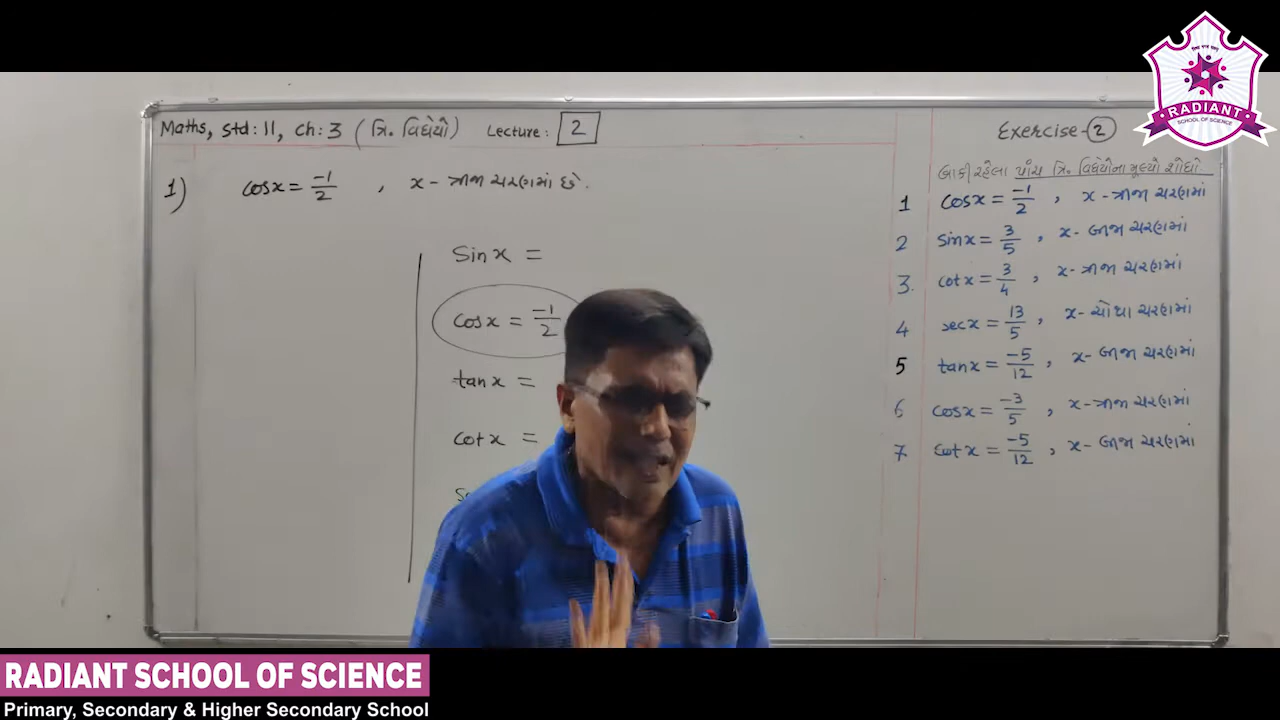 Maths, std: 11, ch: 3 ( ત્રિ. વિધેયો) Lecture: 2
1) cosx = -1/2 , x - ત્રીજા ચરણમાં છે.
sin x =
cosx = -1/2
tanx =
cotx =
Exercise-2
બાકી રહેલા પાંચ ત્રિ. વિધેયોના મૂલ્યો શોધો
1 cosx = -1/2 , x - ત્રીજા ચરણમાં
2 sinx = 3/5 , x - બીજા ચરણમાં
3. cotx = 3/4 , x - ત્રીજા ચરણમાં
4 secx = 13/5 , x - ચોથા ચરણમાં
5 tanx = -5/12 , x - બીજા ચરણમાં
6 cosx = -3/5 , x - ત્રીજા ચરણમાં
7. cotx = -5/12 , x - બીજા ચરણમાં
RADIANT
SCHOOL OF SCIENCE
RADIANT SCHOOL OF SCIENCE
Primary, Secondary & Higher Secondary School